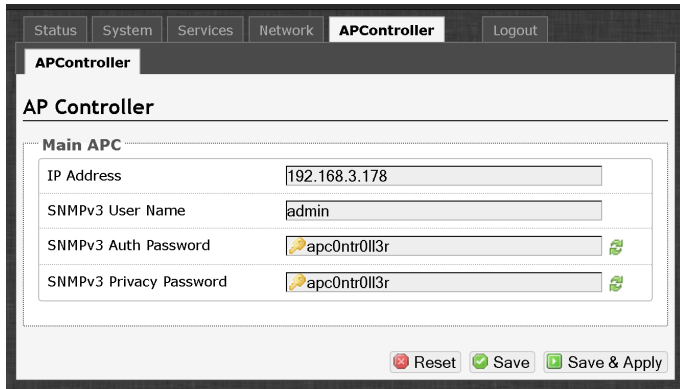 Status System Services Network APController Logout
APController
AP Controller
Main APC
IP Address 192.168.3.178
SNMPv3 User Name admin
SNMPv3 Auth Password apc0ntr0ll3r
SNMPv3 Privacy Password apc0ntr0ll3r
Reset Save Save & Apply